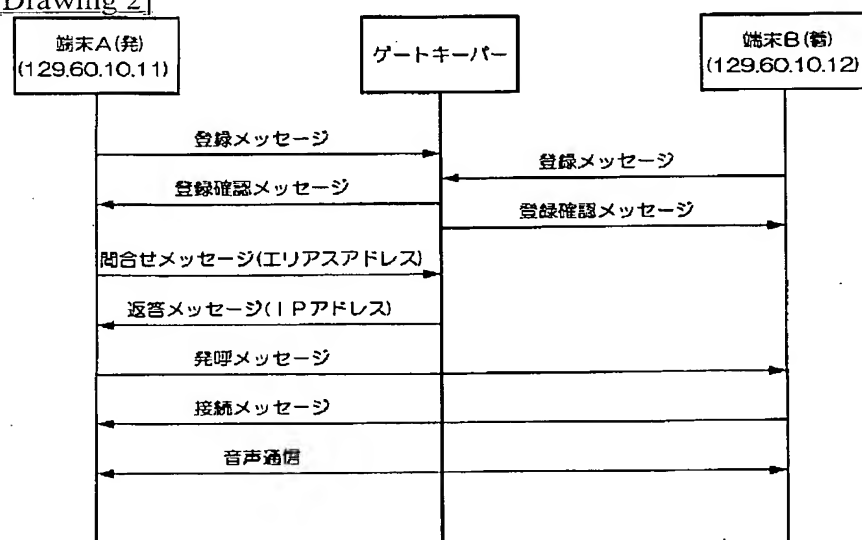 [Drawing 2]
端末A(発)
(129.60.10.11)
ゲートキーパー
端末B(着)
(129.60.10.12)
登録メッセージ
登録メッセージ
登録確認メッセージ
登録確認メッセージ
問合せメッセージ(エリアスアドレス)
返答メッセージ(IPアドレス)
発呼メッセージ
接続メッセージ
音声通信